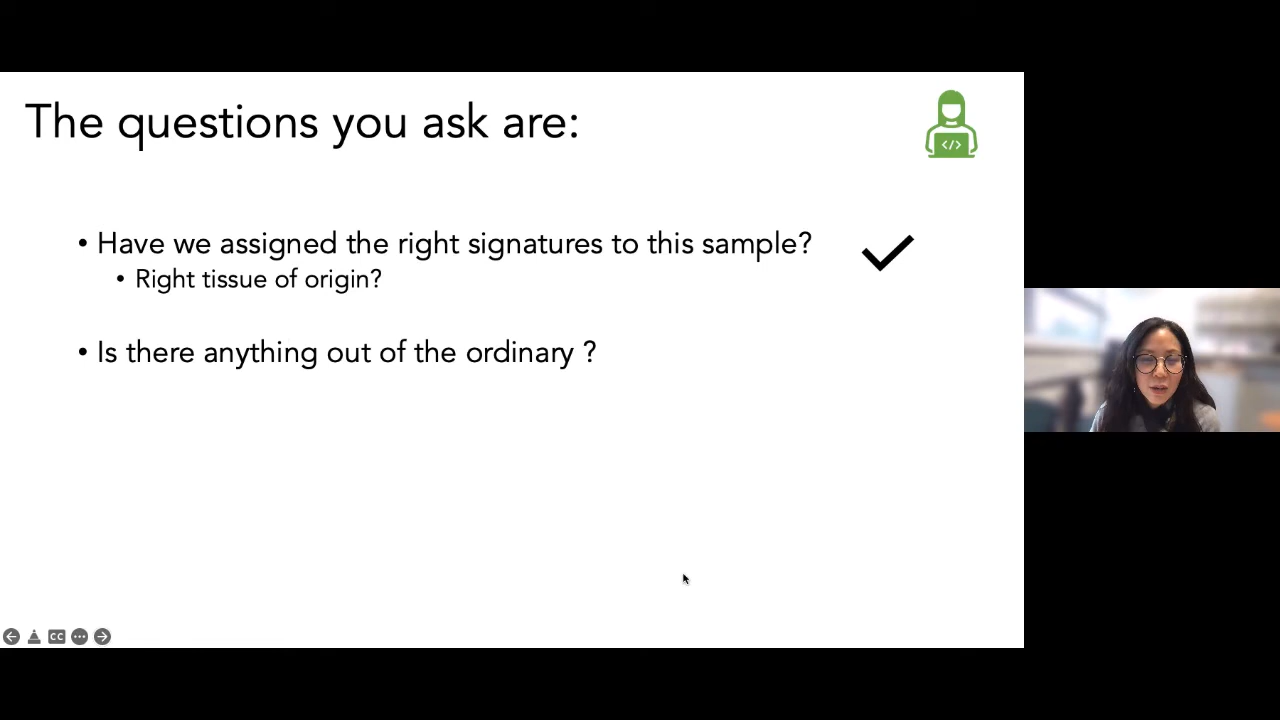 The questions you ask are:
</>
• Have we assigned the right signatures to this sample?
• Right tissue of origin?
• Is there anything out of the ordinary ?
CC